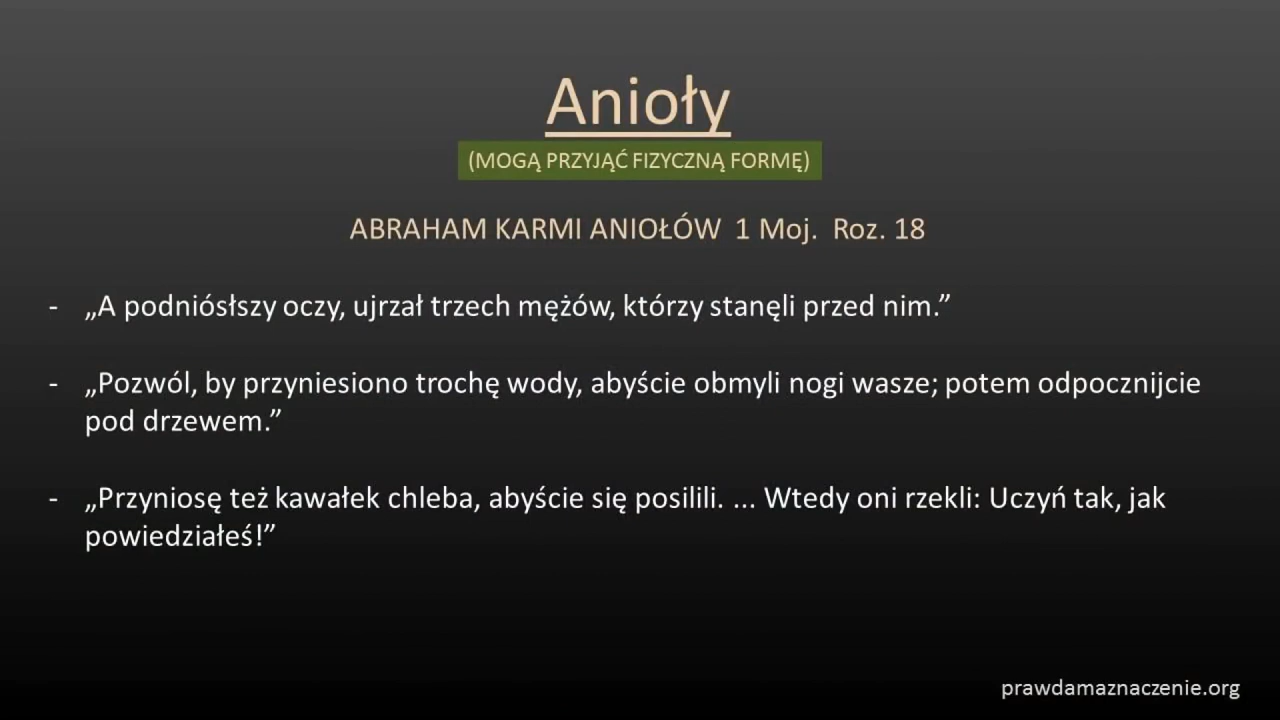 Anioły
(MOGĄ PRZYJĄĆ FIZYCZNĄ FORMĘ)
ABRAHAM KARMI ANIOŁÓW 1 Moj. Roz. 18
- „A podniósłszy oczy, ujrzał trzech mężów, którzy stanęli przed nim.”
- „Pozwól, by przyniesiono trochę wody, abyście obmyli nogi wasze; potem odpocznijcie
pod drzewem.”
- „Przyniosę też kawałek chleba, abyście się posilili. ... Wtedy oni rzekli: Uczyń tak, jak
powiedziałeś!”
prawdamaznaczenie.org